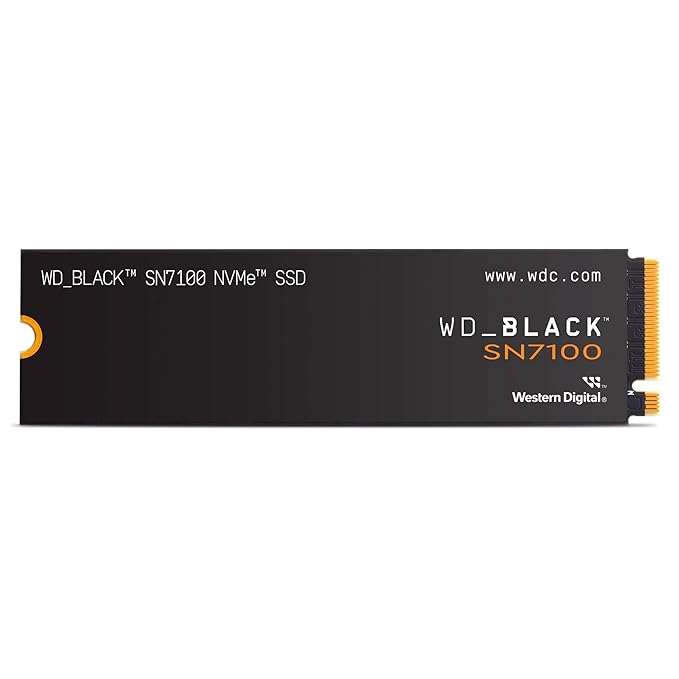 WD_BLACK™ SN7100 NVMe™ SSD
www.wdc.com
WD_BLACK™
SN7100
Western Digital®